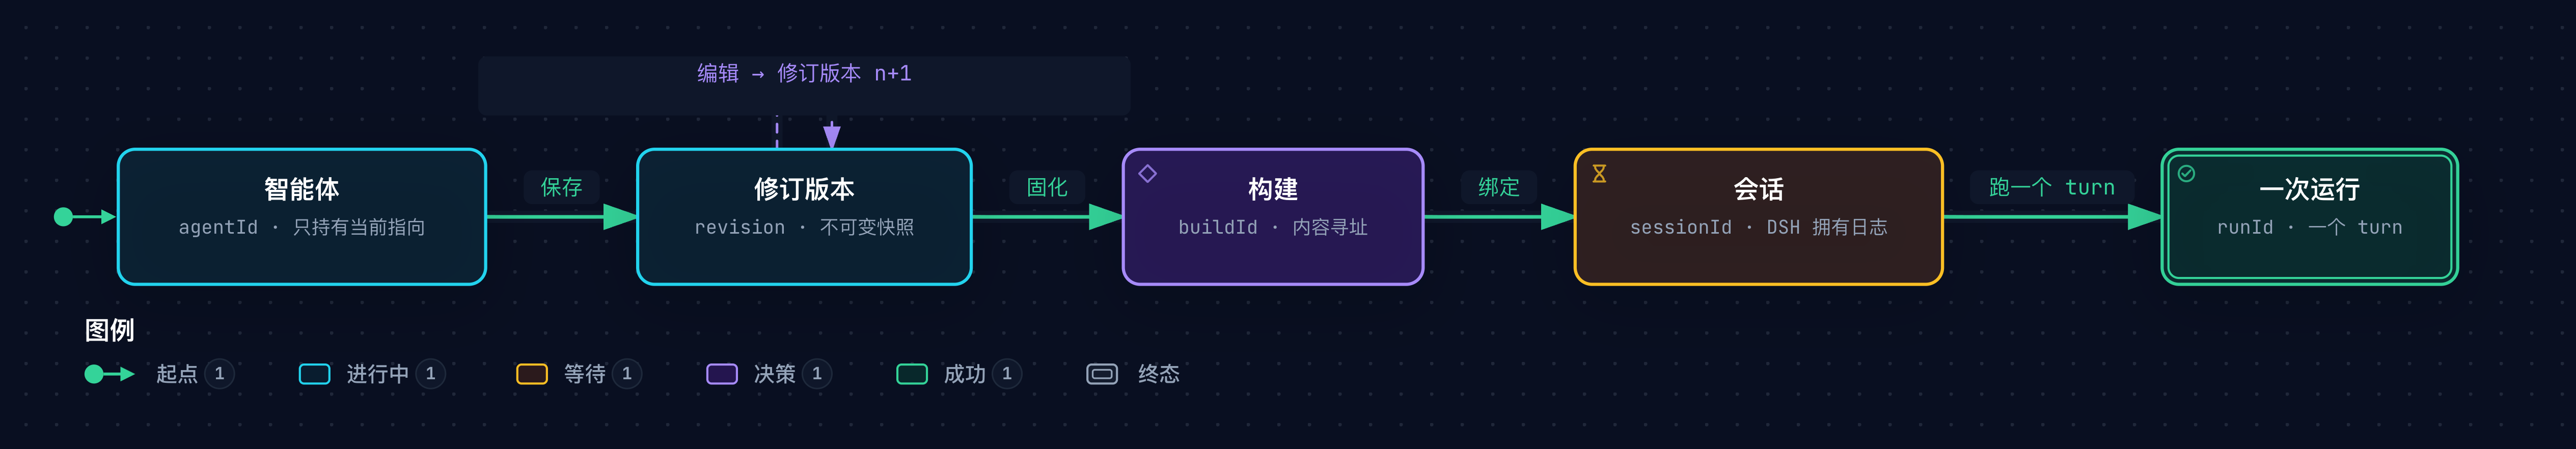 编辑 → 修订版本 n+1
智能体
agentId · 只持有当前指向
保存
修订版本
revision · 不可变快照
固化
构建
buildId · 内容寻址
绑定
会话
sessionId · DSH 拥有日志
跑一个 turn
一次运行
runId · 一个 turn
图例
起点 1
进行中 1
等待 1
决策 1
成功 1
终态